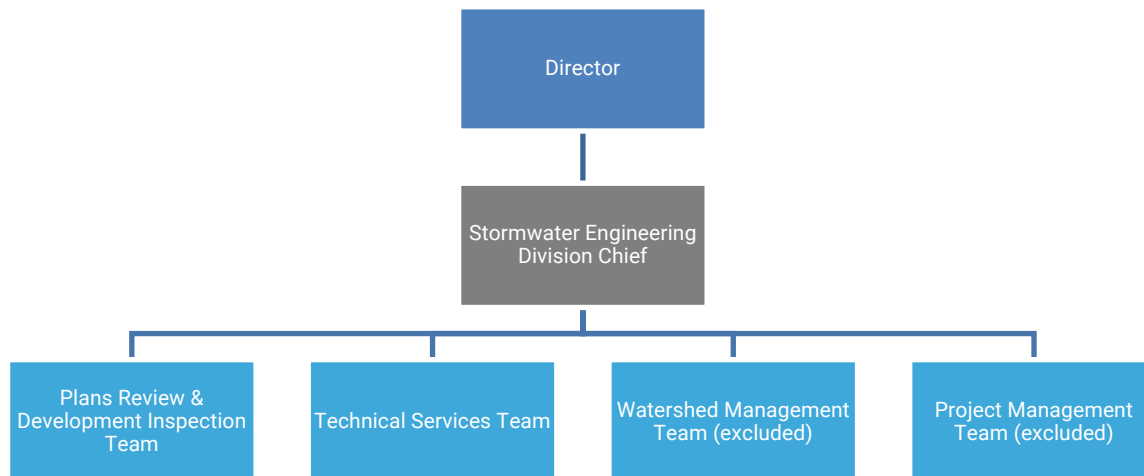 Director
Stormwater Engineering
Division Chief
Plans Review &
Development Inspection
Team
Technical Services Team
Watershed Management
Team (excluded)
Project Management
Team (excluded)